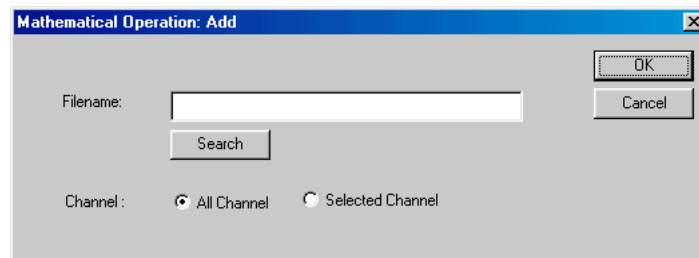 Mathematical Operation: Add
OK
Filename:
Cancel
Search
Channel :
All Channel
Selected Channel